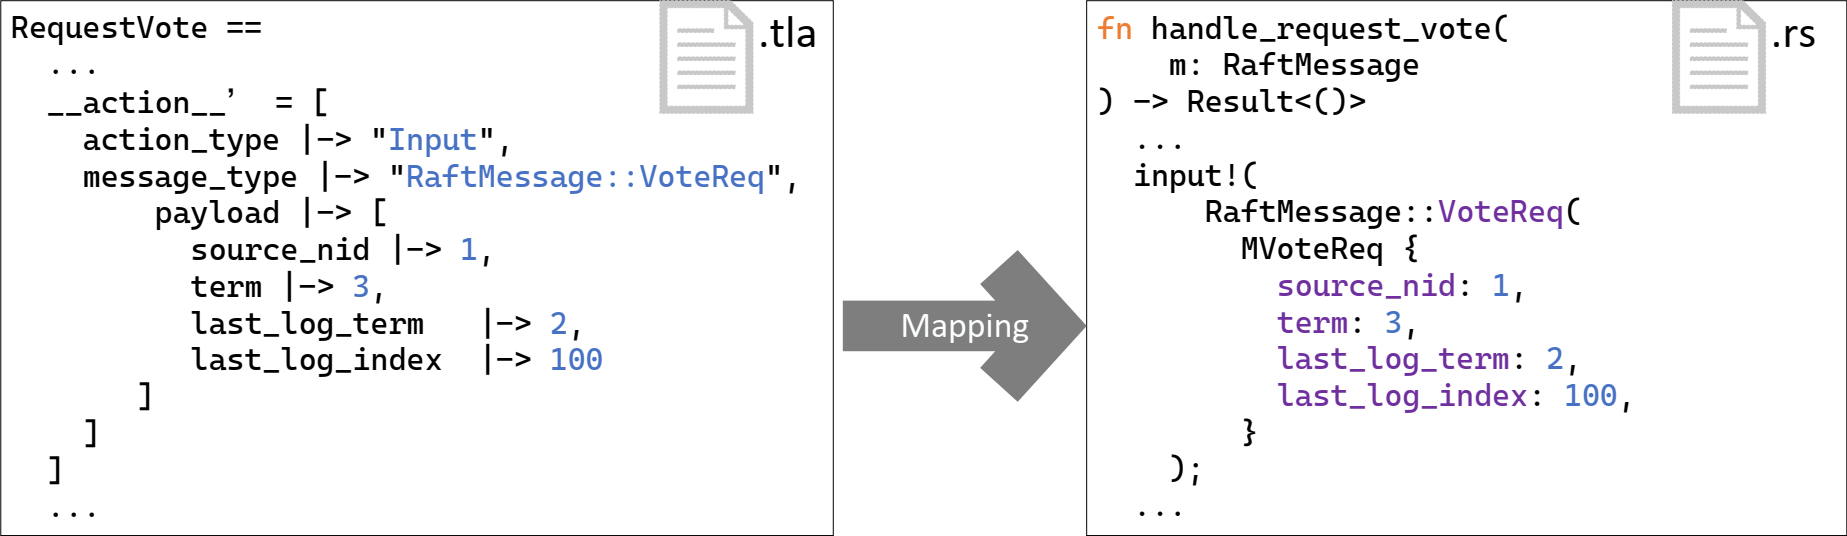 RequestVote ==
...
__action__’ = [
action_type |-> "Input",
message_type |-> "RaftMessage::VoteReq",
payload |-> [
source_nid |-> 1,
term |-> 3,
last_log_term |-> 2,
last_log_index |-> 100
]
]
]
...
.tla
Mapping
fn handle_request_vote(
m: RaftMessage
) -> Result<()>
...
input!(
RaftMessage::VoteReq(
MVoteReq {
source_nid: 1,
term: 3,
last_log_term: 2,
last_log_index: 100,
}
);
...
.rs